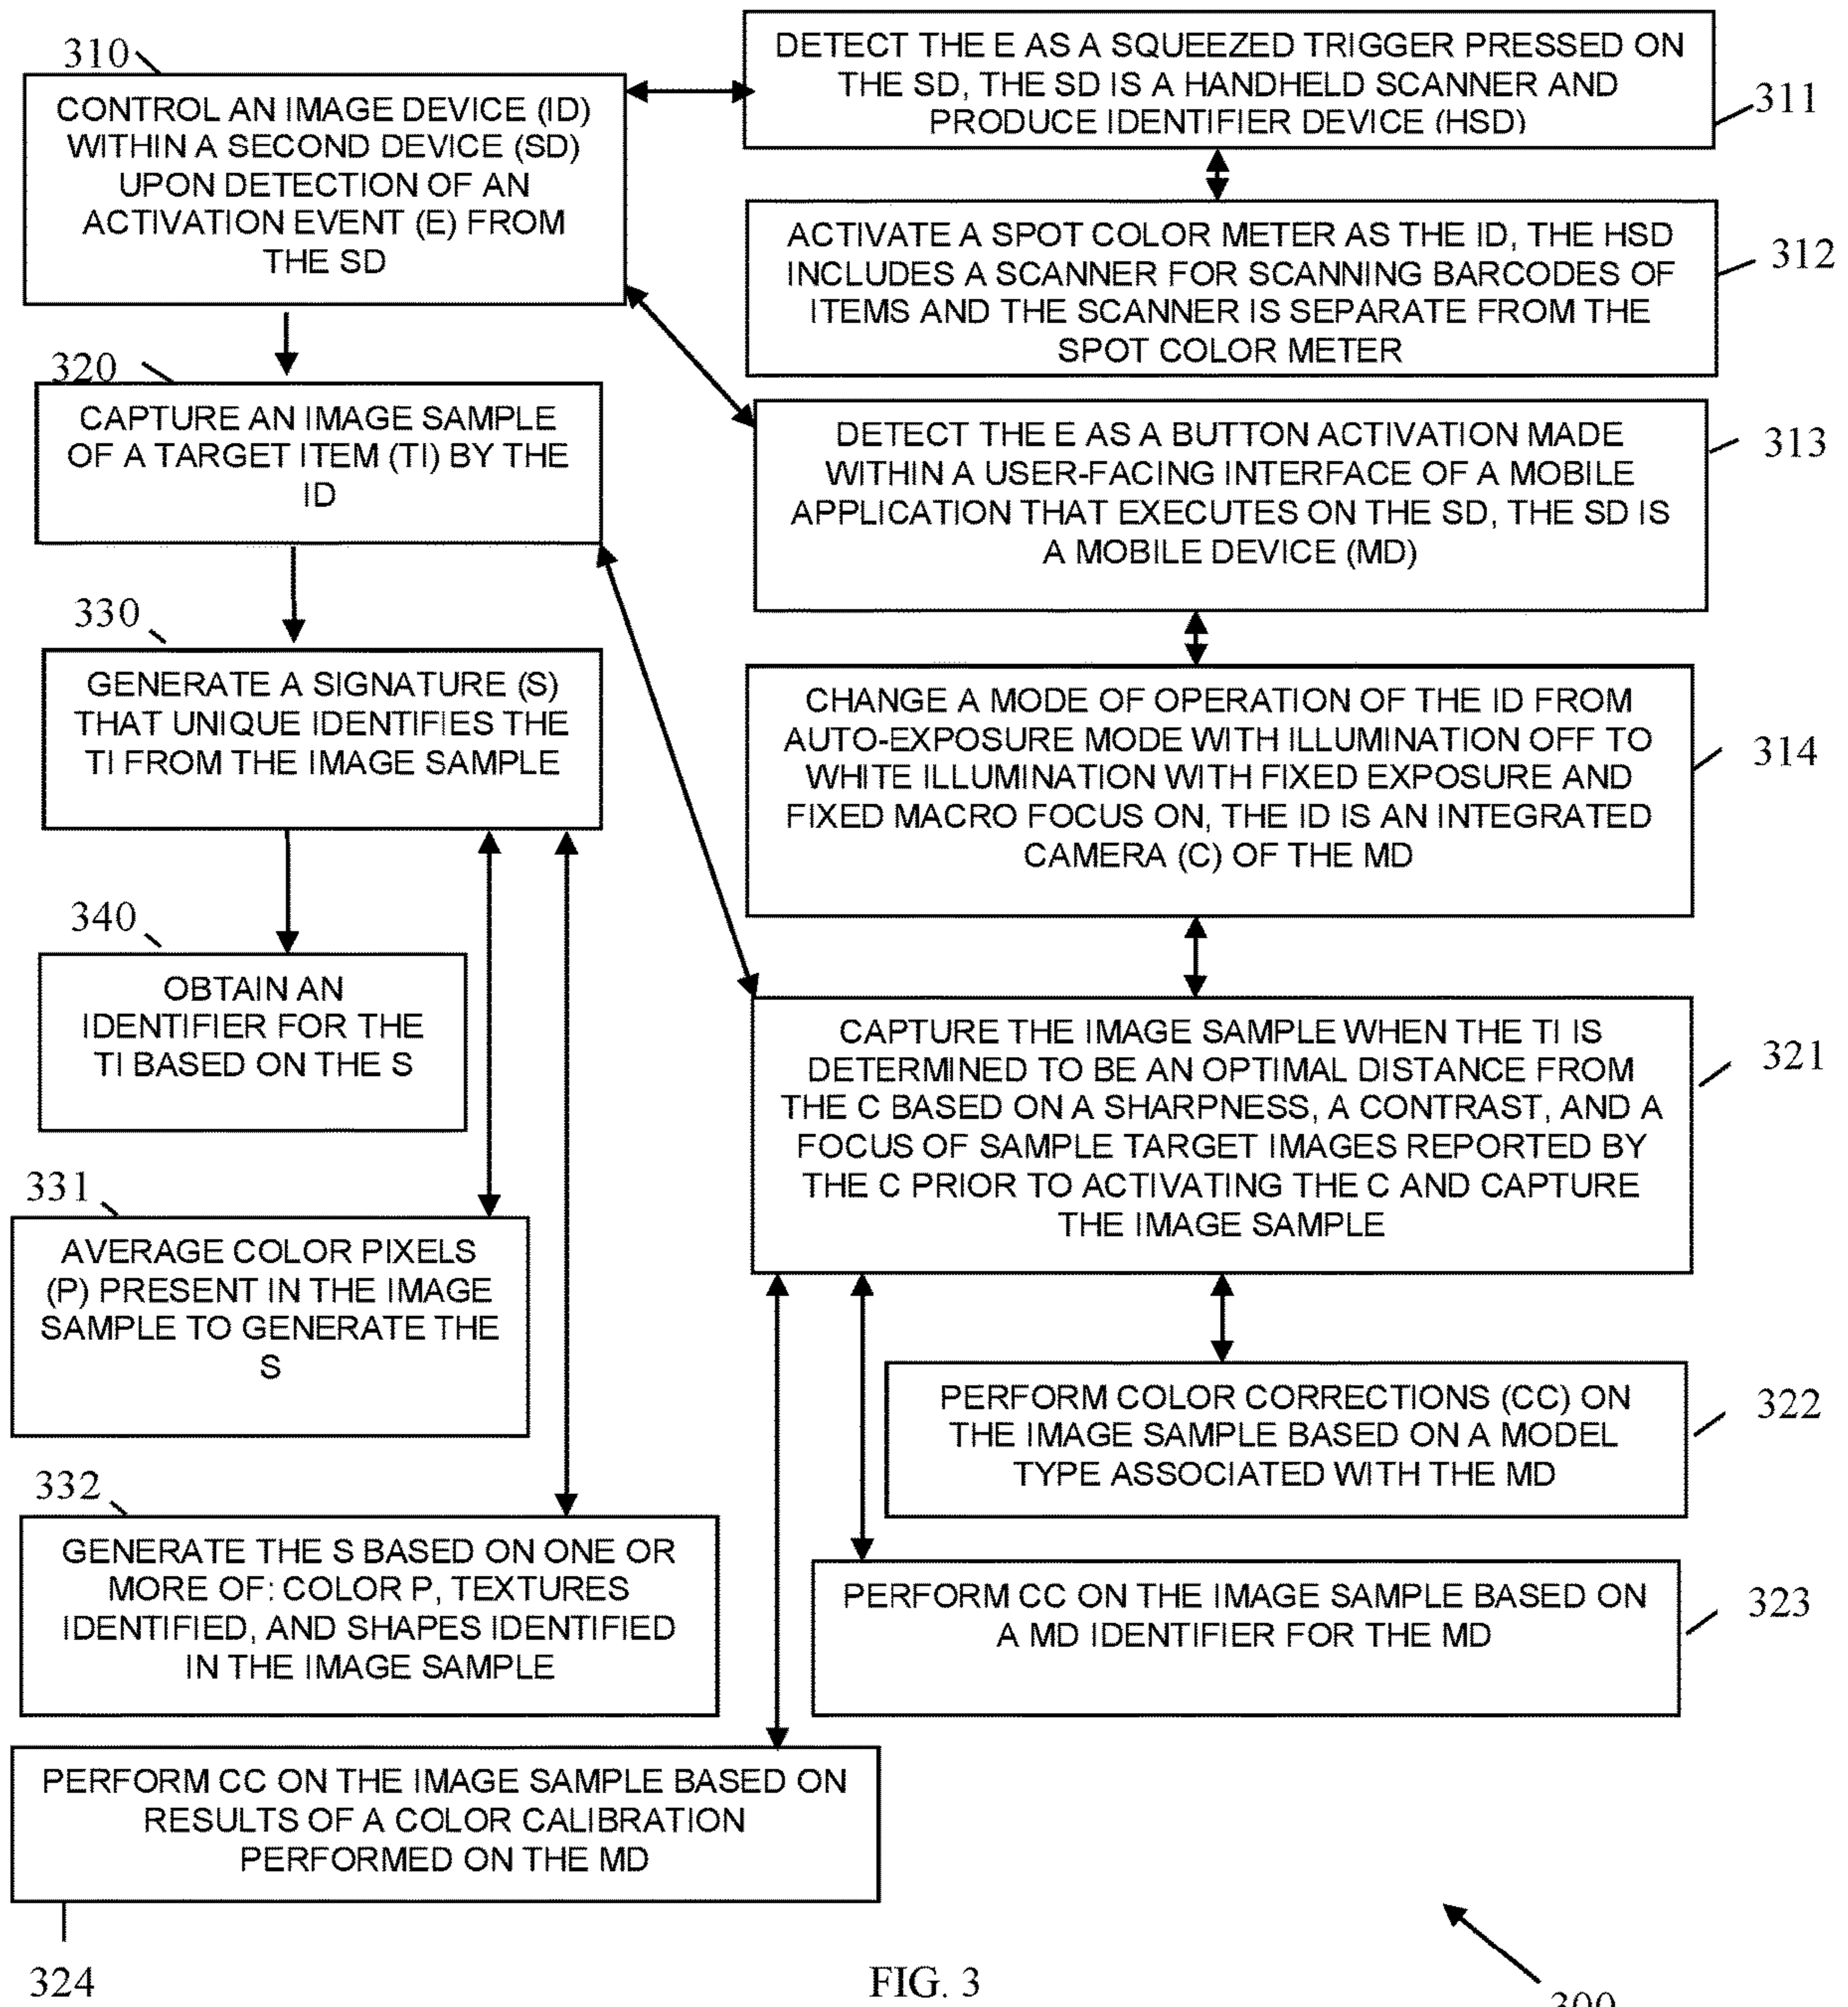 310
CONTROL AN IMAGE DEVICE (ID)
WITHIN A SECOND DEVICE (SD)
UPON DETECTION OF AN
ACTIVATION EVENT (E) FROM
THE SD
DETECT THE E AS A SQUEEZED TRIGGER PRESSED ON
THE SD, THE SD IS A HANDHELD SCANNER AND
PRODUCE IDENTIFIER DEVICE (HSD)
311
ACTIVATE A SPOT COLOR METER AS THE ID, THE HSD
INCLUDES A SCANNER FOR SCANNING BARCODES OF
ITEMS AND THE SCANNER IS SEPARATE FROM THE
SPOT COLOR METER
312
320
CAPTURE AN IMAGE SAMPLE
OF A TARGET ITEM (TI) BY THE
ID
DETECT THE E AS A BUTTON ACTIVATION MADE
WITHIN A USER-FACING INTERFACE OF A MOBILE
APPLICATION THAT EXECUTES ON THE SD, THE SD IS
A MOBILE DEVICE (MD)
313
330
GENERATE A SIGNATURE (S)
THAT UNIQUE IDENTIFIES THE
TI FROM THE IMAGE SAMPLE
CHANGE A MODE OF OPERATION OF THE ID FROM
AUTO-EXPOSURE MODE WITH ILLUMINATION OFF TO
WHITE ILLUMINATION WITH FIXED EXPOSURE AND
FIXED MACRO FOCUS ON, THE ID IS AN INTEGRATED
CAMERA (C) OF THE MD
314
340
OBTAIN AN
IDENTIFIER FOR THE
TI BASED ON THE S
CAPTURE THE IMAGE SAMPLE WHEN THE TI IS
DETERMINED TO BE AN OPTIMAL DISTANCE FROM
THE C BASED ON A SHARPNESS, A CONTRAST, AND A
FOCUS OF SAMPLE TARGET IMAGES REPORTED BY
THE C PRIOR TO ACTIVATING THE C AND CAPTURE
THE IMAGE SAMPLE
321
331
AVERAGE COLOR PIXELS
(P) PRESENT IN THE IMAGE
SAMPLE TO GENERATE THE
S
PERFORM COLOR CORRECTIONS (CC) ON
THE IMAGE SAMPLE BASED ON A MODEL
TYPE ASSOCIATED WITH THE MD
322
332
GENERATE THE S BASED ON ONE OR
MORE OF: COLOR P, TEXTURES
IDENTIFIED, AND SHAPES IDENTIFIED
IN THE IMAGE SAMPLE
PERFORM CC ON THE IMAGE SAMPLE BASED ON
A MD IDENTIFIER FOR THE MD
323
PERFORM CC ON THE IMAGE SAMPLE BASED ON
RESULTS OF A COLOR CALIBRATION
PERFORMED ON THE MD
324
FIG. 3